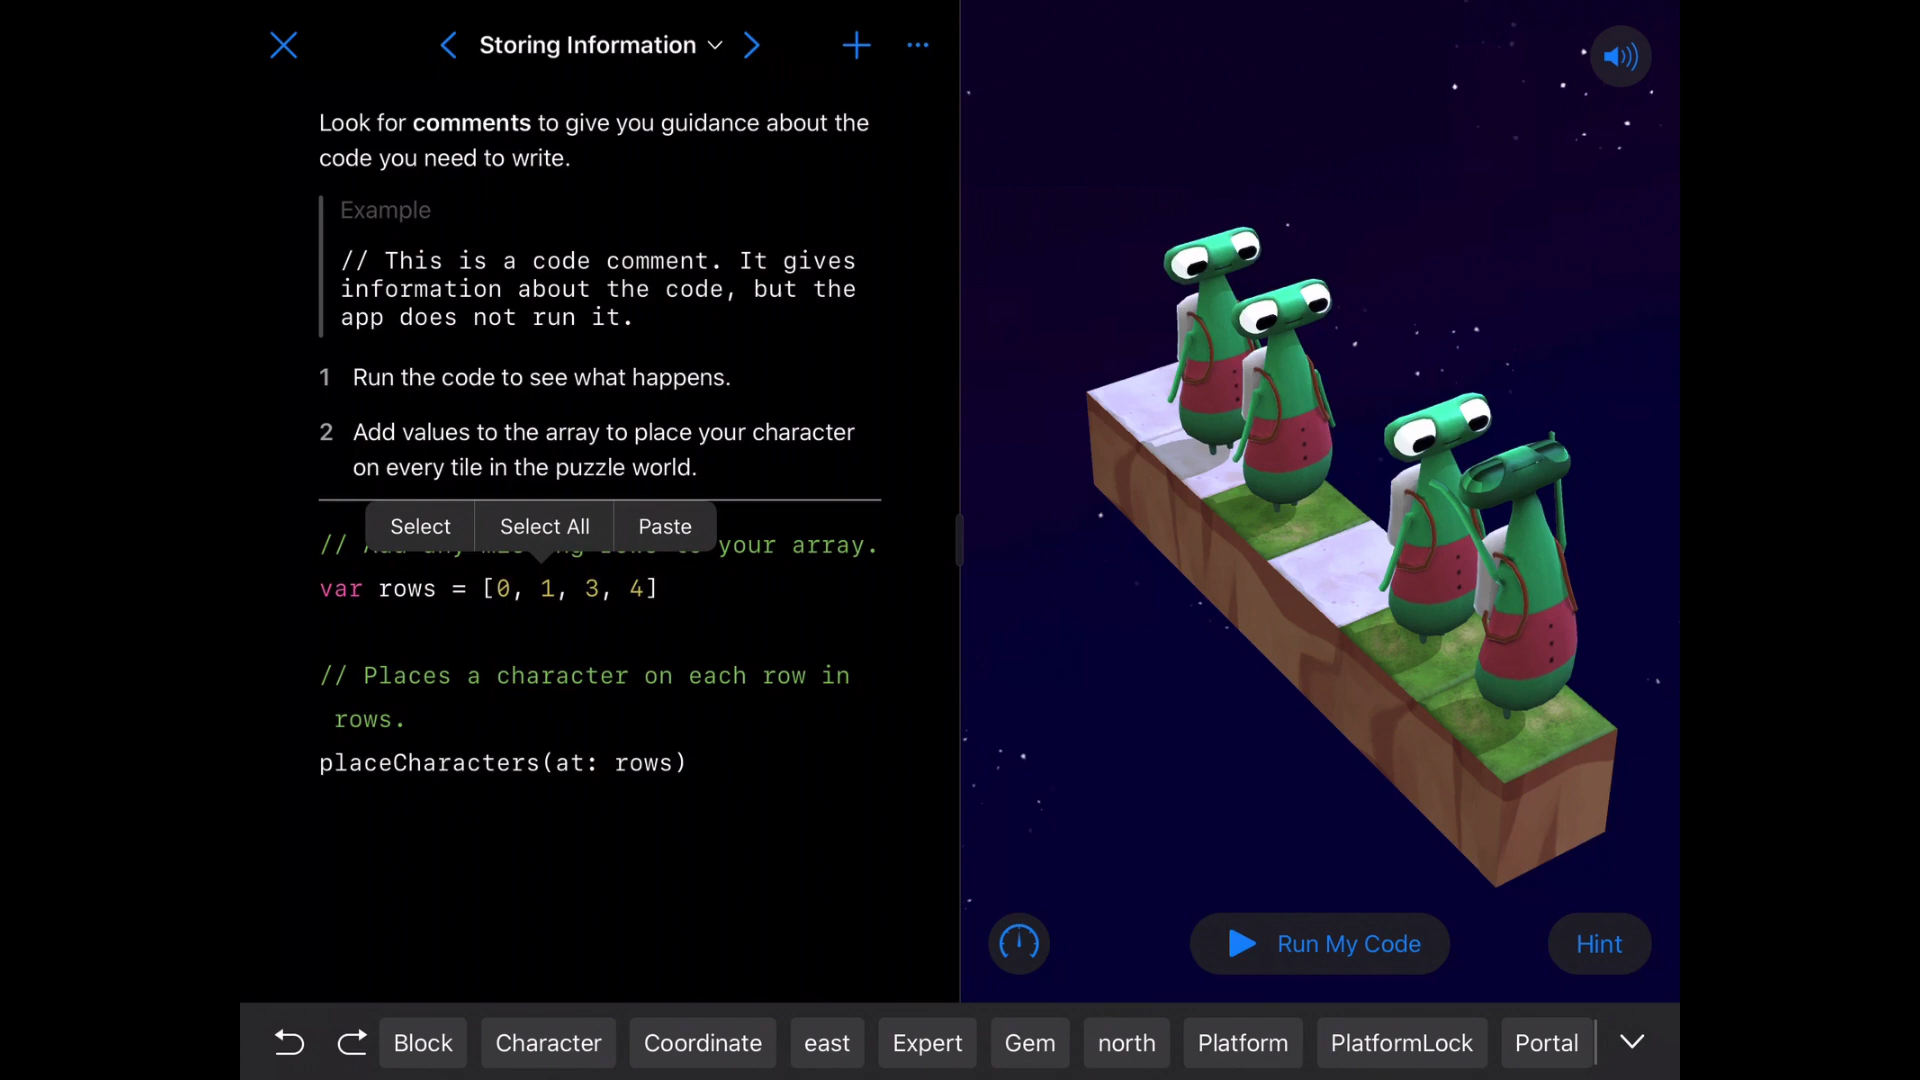 Storing Information
Look for comments to give you guidance about the
code you need to write.
Example
// This is a code comment. It gives
information about the code, but the
app does not run it.
1 Run the code to see what happens.
2 Add values to the array to place your character
on every tile in the puzzle world.
Select Select All Paste
// your array.
var rows = [0, 1, 3, 4]
// Places a character on each row in
rows.
placeCharacters(at: rows)
Run My Code
Hint
Block Character Coordinate east Expert Gem north Platform PlatformLock Portal